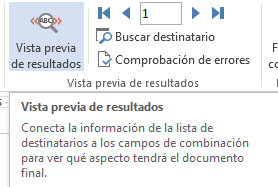 ABC
1
Vista previa
de resultados
Buscar destinatario
Comprobación de errores
Vista previa de resultados
Vista previa de resultados
Conecta la información de la lista de
destinatarios a los campos de combinación
para ver qué aspecto tendrá el documento
final.